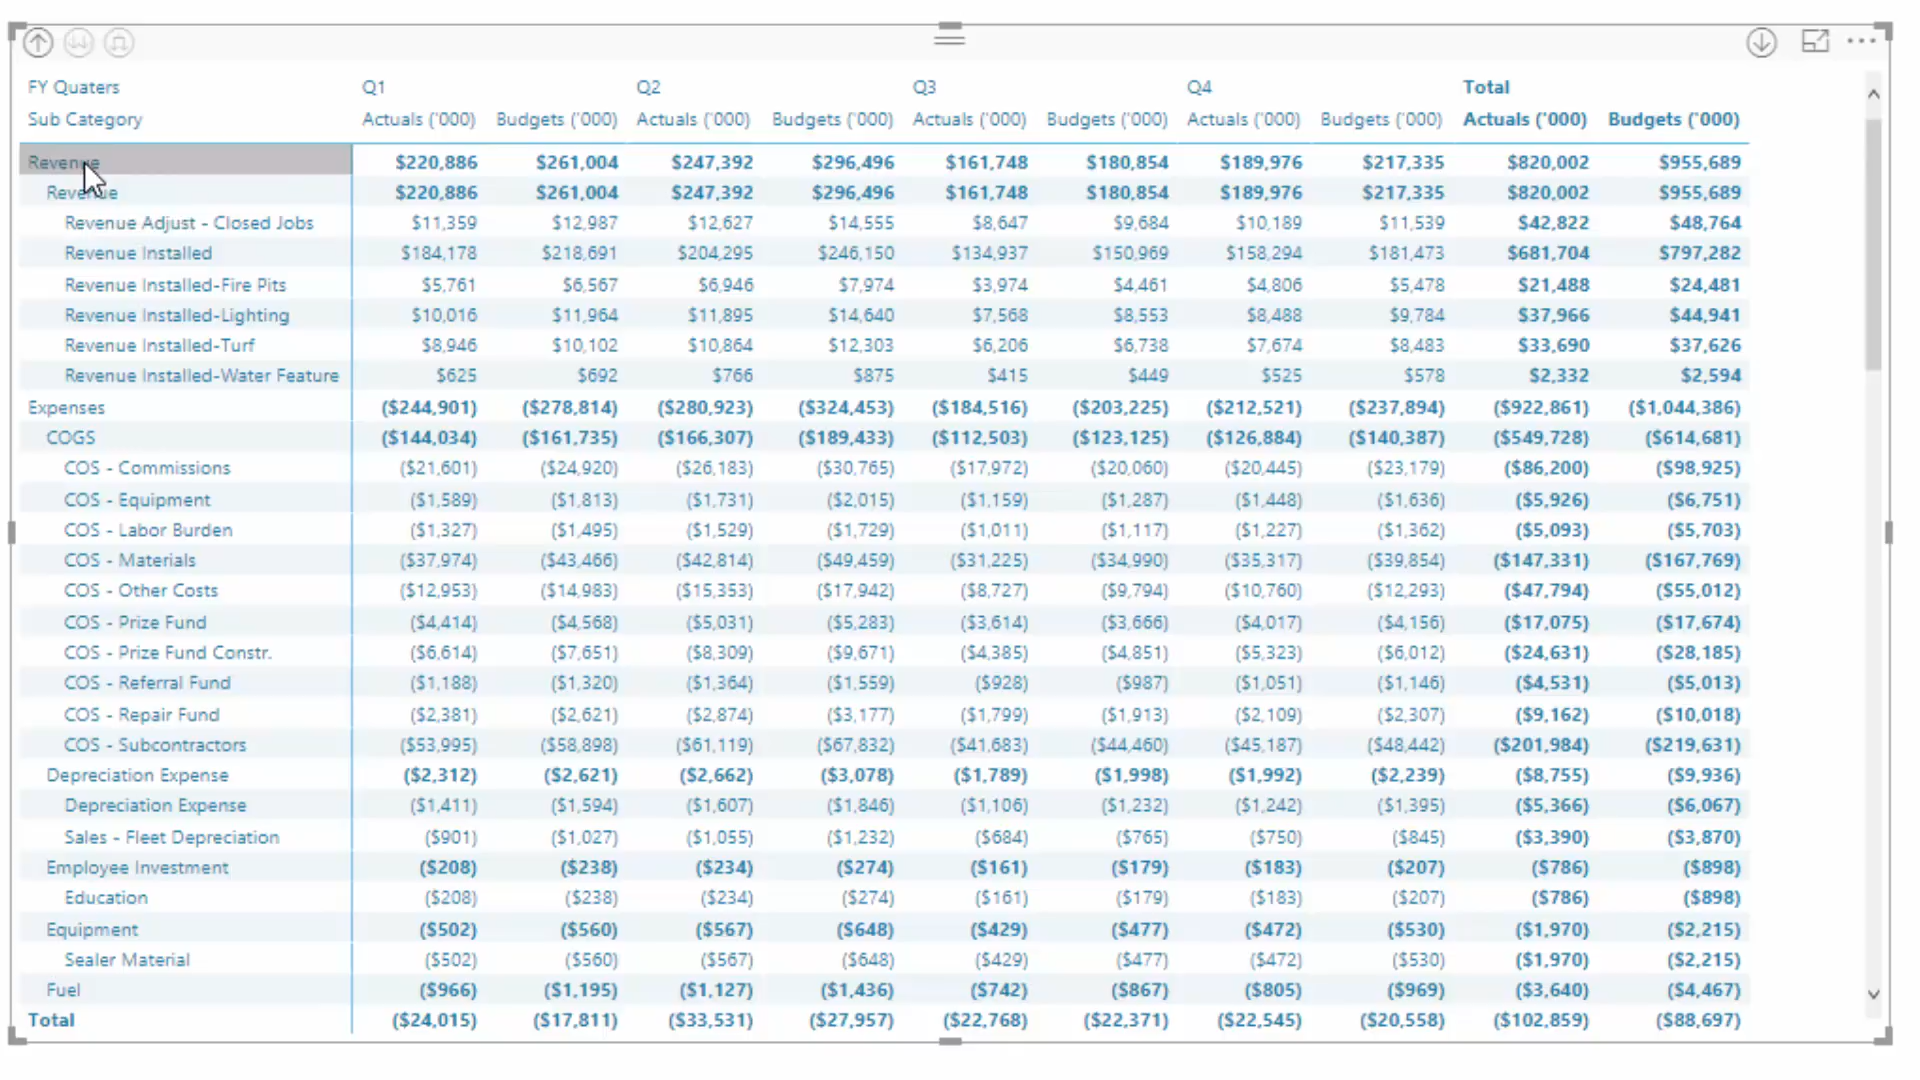 FY Quaters Q1 Q2 Q3 Q4 Total
Sub Category Actuals ('000) Budgets ('000) Actuals ('000) Budgets ('000) Actuals ('000) Budgets ('000) Actuals ('000) Budgets ('000) Actuals ('000) Budgets ('000)
Revenue $220,886 $261,004 $247,392 $296,496 $161,748 $180,854 $189,976 $217,335 $820,002 $955,689
Revenue $220,886 $261,004 $247,392 $296,496 $161,748 $180,854 $189,976 $217,335 $820,002 $955,689
Revenue Adjust - Closed Jobs $11,359 $12,987 $12,627 $14,555 $8,647 $9,684 $10,189 $11,539 $42,822 $48,764
Revenue Installed $184,178 $218,691 $204,295 $246,150 $134,937 $150,969 $158,294 $181,473 $681,704 $797,282
Revenue Installed-Fire Pits $5,761 $6,567 $6,946 $7,974 $3,974 $4,461 $4,806 $5,478 $21,488 $24,481
Revenue Installed-Lighting $10,016 $11,964 $11,895 $14,640 $7,568 $8,553 $8,488 $9,784 $37,966 $44,941
Revenue Installed-Turf $8,946 $10,102 $10,864 $12,303 $6,206 $6,738 $7,674 $8,483 $33,690 $37,626
Revenue Installed-Water Feature $625 $692 $766 $875 $415 $449 $525 $578 $2,332 $2,594
Expenses ($244,901) ($278,814) ($280,923) ($324,453) ($184,516) ($203,225) ($212,521) ($237,894) ($922,861) ($1,044,386)
COGS ($144,034) ($161,735) ($166,307) ($189,433) ($112,503) ($123,125) ($126,884) ($140,387) ($549,728) ($614,681)
COS - Commissions ($21,601) ($24,920) ($26,183) ($30,765) ($17,972) ($20,060) ($20,445) ($23,179) ($86,200) ($98,925)
COS - Equipment ($1,589) ($1,813) ($1,731) ($2,015) ($1,159) ($1,287) ($1,448) ($1,636) ($5,926) ($6,751)
COS - Labor Burden ($1,327) ($1,495) ($1,529) ($1,729) ($1,011) ($1,117) ($1,227) ($1,362) ($5,093) ($5,703)
COS - Materials ($37,974) ($43,466) ($42,814) ($49,459) ($31,225) ($34,990) ($35,317) ($39,854) ($147,331) ($167,769)
COS - Other Costs ($12,953) ($14,983) ($15,353) ($17,942) ($8,727) ($9,794) ($10,760) ($12,293) ($47,794) ($55,012)
COS - Prize Fund ($4,414) ($4,568) ($5,031) ($5,283) ($3,614) ($3,666) ($4,017) ($4,156) ($17,075) ($17,674)
COS - Prize Fund Constr. ($6,614) ($7,651) ($8,309) ($9,671) ($4,385) ($4,851) ($5,323) ($6,012) ($24,631) ($28,185)
COS - Referral Fund ($1,188) ($1,320) ($1,364) ($1,559) ($928) ($987) ($1,051) ($1,146) ($4,531) ($5,013)
COS - Repair Fund ($2,381) ($2,621) ($2,874) ($3,177) ($1,799) ($1,913) ($2,109) ($2,307) ($9,162) ($10,018)
COS - Subcontractors ($53,995) ($58,898) ($61,119) ($67,832) ($41,683) ($44,460) ($45,187) ($48,442) ($201,984) ($219,631)
Depreciation Expense ($2,312) ($2,621) ($2,662) ($3,078) ($1,789) ($1,998) ($1,992) ($2,239) ($8,755) ($9,936)
Depreciation Expense ($1,411) ($1,594) ($1,607) ($1,846) ($1,106) ($1,232) ($1,242) ($1,395) ($5,366) ($6,067)
Sales - Fleet Depreciation ($901) ($1,027) ($1,055) ($1,232) ($684) ($765) ($750) ($845) ($3,390) ($3,870)
Employee Investment ($208) ($238) ($234) ($274) ($161) ($179) ($183) ($207) ($786) ($898)
Education ($208) ($238) ($234) ($274) ($161) ($179) ($183) ($207) ($786) ($898)
Equipment ($502) ($560) ($567) ($648) ($429) ($477) ($472) ($530) ($1,970) ($2,215)
Sealer Material ($502) ($560) ($567) ($648) ($429) ($477) ($472) ($530) ($1,970) ($2,215)
Fuel ($966) ($1,195) ($1,127) ($1,436) ($742) ($867) ($805) ($969) ($3,640) ($4,467)
Total ($24,015) ($17,811) ($33,531) ($27,957) ($22,768) ($22,371) ($22,545) ($20,558) ($102,859) ($88,697)